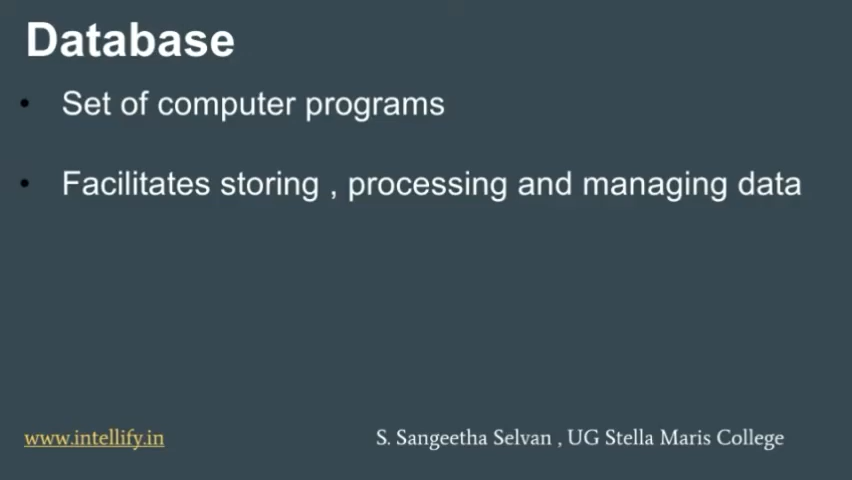 Database
• Set of computer programs
• Facilitates storing , processing and managing data
www.intellify.in
S. Sangeetha Selvan , UG Stella Maris College